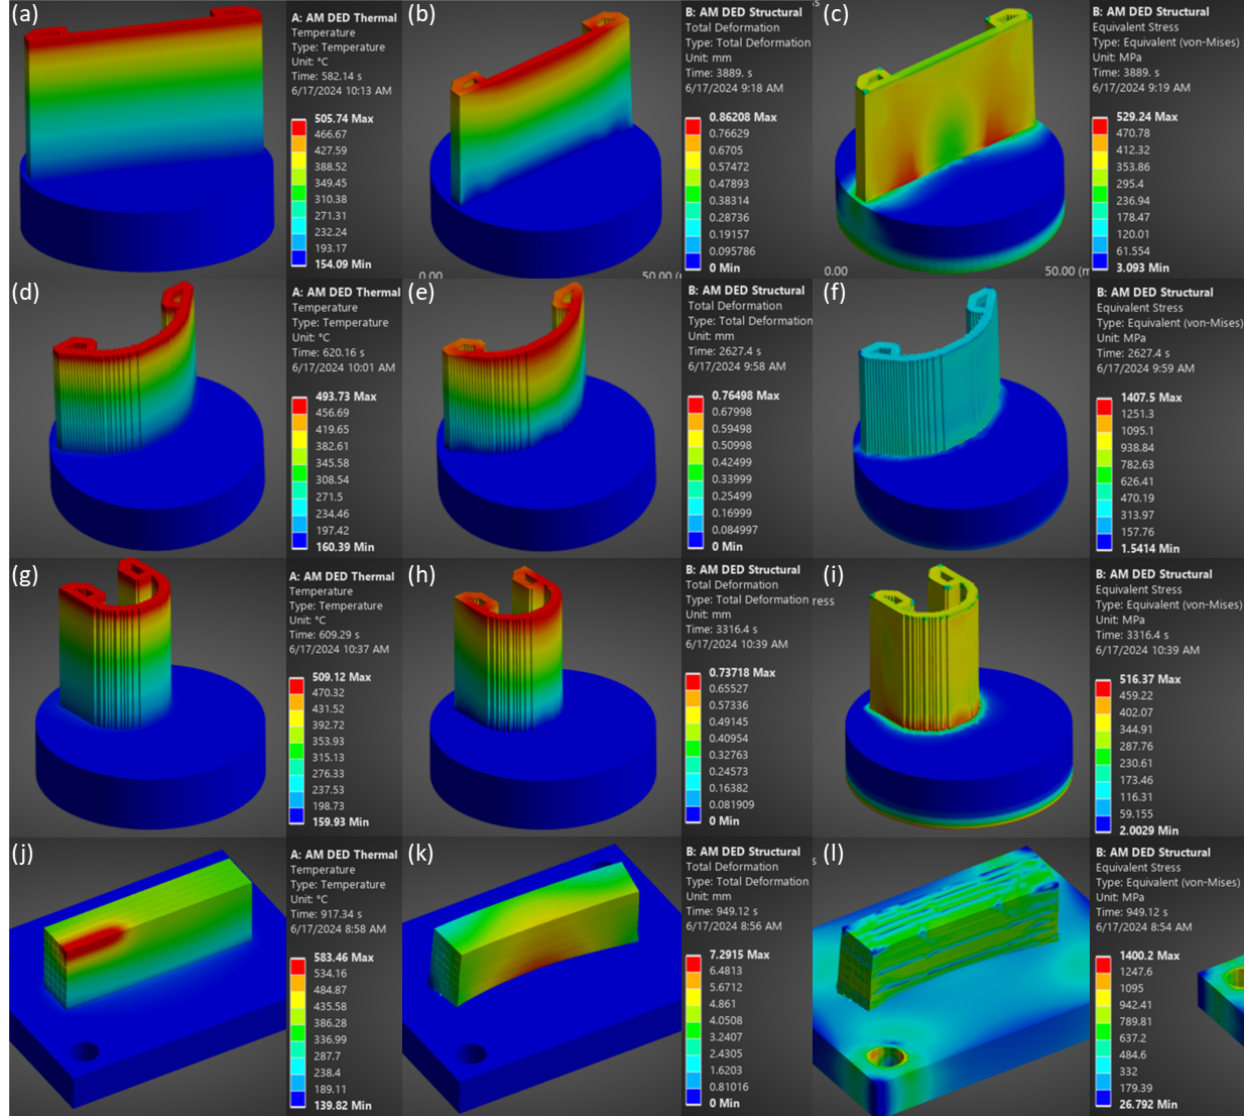 (a)
A: AM DED Thermal
Temperature
Type: Temperature
Unit: °C
Time: 582.14 s
6/17/2024 10:13 AM
505.74 Max
466.67
427.59
388.52
349.45
310.38
271.31
232.24
193.17
154.09 Min
(b)
B: AM DED Structural
Total Deformation
Type: Total Deformation
Unit: mm
Time: 3889. s
6/17/2024 9:18 AM
0.86208 Max
0.76629
0.6705
0.57472
0.47893
0.38314
0.28736
0.19157
0.095786
0 Min
0.00
50.00 (r
(c)
B: AM DED Structural
Equivalent Stress
Type: Equivalent (von-Mises)
Unit: MPa
Time: 3889. s
6/17/2024 9:19 AM
529.24 Max
470.78
412.32
353.86
295.4
236.94
178.47
120.01
61.554
3.093 Min
0.00
50.00 (m
(d)
A: AM DED Thermal
Temperature
Type: Temperature
Unit: °C
Time: 620.16 s
6/17/2024 10:01 AM
493.73 Max
456.69
419.65
382.61
345.58
308.54
271.5
234.46
197.42
160.39 Min
(e)
B: AM DED Structural
Total Deformation
Type: Total Deformation
Unit: mm
Time: 2627.4 s
6/17/2024 9:58 AM
0.76498 Max
0.67998
0.59498
0.50998
0.42499
0.33999
0.25499
0.16999
0.084997
0 Min
(f)
B: AM DED Structural
Equivalent Stress
Type: Equivalent (von-Mises)
Unit: MPa
Time: 2627.4 s
6/17/2024 9:59 AM
1407.5 Max
1251.3
1095.1
938.84
782.63
626.41
470.19
313.97
157.76
1.5414 Min
(g)
A: AM DED Thermal
Temperature
Type: Temperature
Unit: °C
Time: 609.29 s
6/17/2024 10:37 AM
509.12 Max
470.32
431.52
392.72
353.93
315.13
276.33
237.53
198.73
159.93 Min
(h)
B: AM DED Structural
Total Deformation
Type: Total Deformation
Unit: mm
Time: 3316.4 s
6/17/2024 10:39 AM
0.73718 Max
0.65527
0.57336
0.49145
0.40954
0.32763
0.24573
0.16382
0.081909
0 Min
ress
(i)
B: AM DED Structural
Equivalent Stress
Type: Equivalent (von-Mises)
Unit: MPa
Time: 3316.4 s
6/17/2024 10:39 AM
516.37 Max
459.22
402.07
344.91
287.76
230.61
173.46
116.31
59.155
2.0029 Min
(j)
A: AM DED Thermal
Temperature
Type: Temperature
Unit: °C
Time: 917.34 s
6/17/2024 8:58 AM
583.46 Max
534.16
484.87
435.58
386.28
336.99
287.7
238.4
189.11
139.82 Min
(k)
B: AM DED Structural
Total Deformation
Type: Total Deformation
Unit: mm
Time: 949.12 s
6/17/2024 8:56 AM
7.2915 Max
6.4813
5.6712
4.861
4.0508
3.2407
2.4305
1.6203
0.81016
0 Min
(l)
B: AM DED Structural
Equivalent Stress
Type: Equivalent (von-Mises)
Unit: MPa
Time: 949.12 s
6/17/2024 8:54 AM
1400.2 Max
1247.6
1095
942.41
789.81
637.2
484.6
332
179.39
26.792 Min